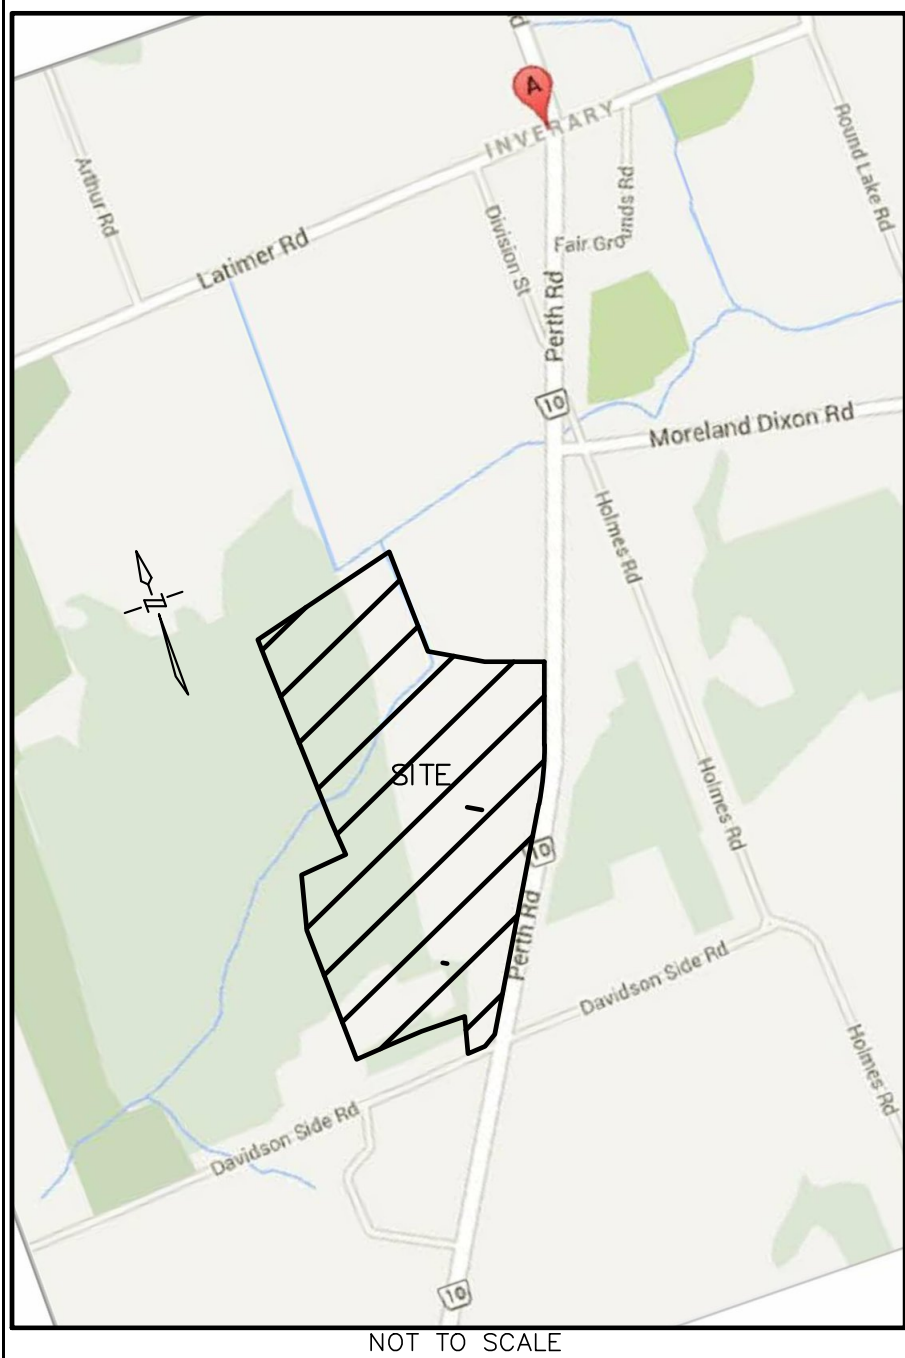 d
A
INVERARY
Arthur Rd
Round Lake Rd
Latimer Rd
Division St
Fair Grounds Rd
Perth Rd
10
Moreland Dixon Rd
Holmes Rd
N
SITE
Holmes Rd
10
Perth Rd
Davidson Side Rd
Holmes Rd
Davidson Side Rd
10
NOT TO SCALE